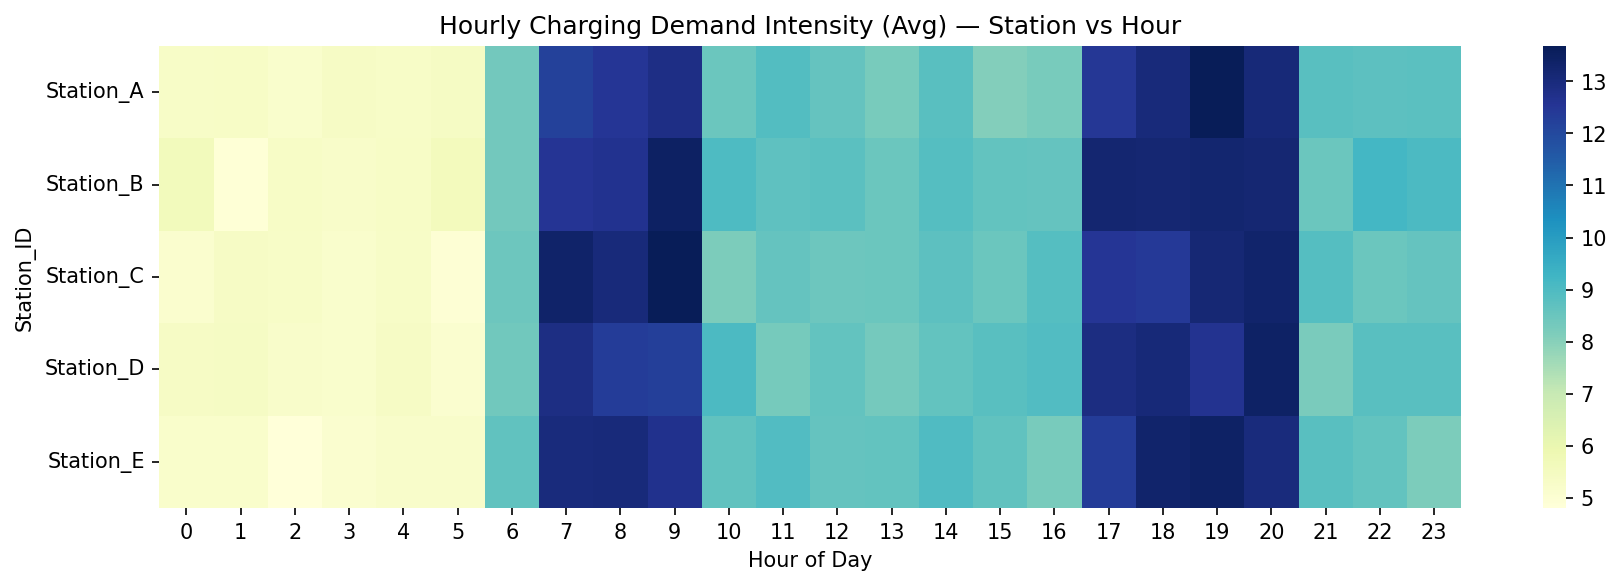 Hourly Charging Demand Intensity (Avg) — Station vs Hour
Station_ID
Station_A
Station_B
Station_C
Station_D
Station_E
0 1 2 3 4 5 6 7 8 9 10 11 12 13 14 15 16 17 18 19 20 21 22 23
Hour of Day
13
12
11
10
9
8
7
6
5